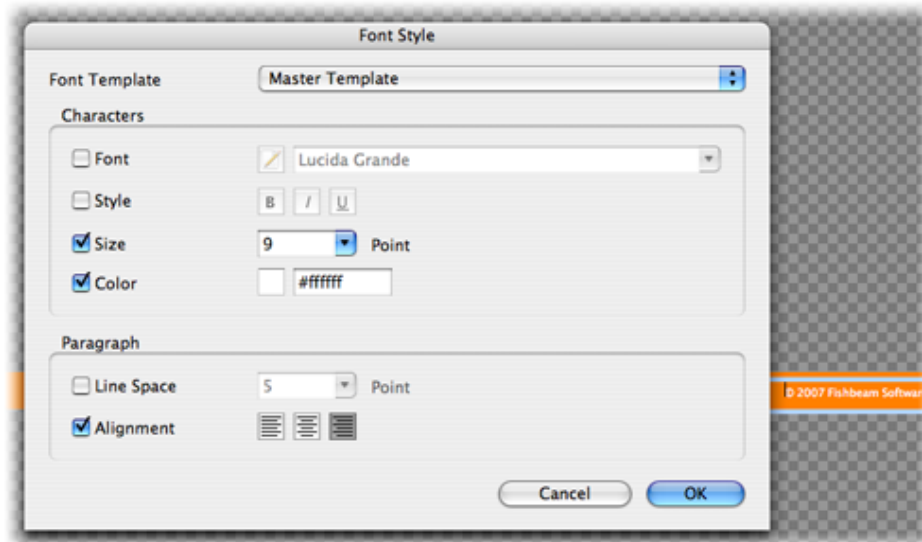 Font Style
Font Template Master Template
Characters
Font Lucida Grande
Style B I U
Size 9 Point
Color #ffffff
Paragraph
Line Space 5 Point
Alignment
© 2007 Fishbeam Softwar
Cancel OK